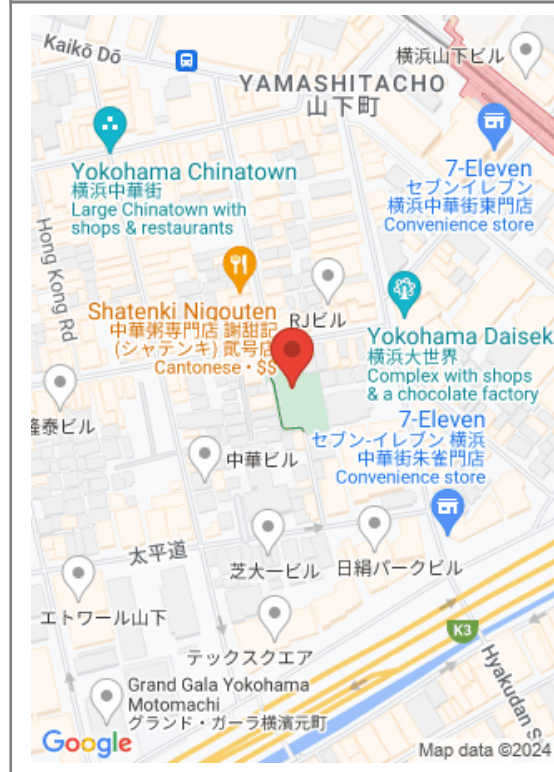 Kaikō Dō
横浜山下ビル
YAMASHITACHO
山下町
Yokohama Chinatown
横浜中華街
Large Chinatown with
shops & restaurants
7-Eleven
セブンイレブン
横浜中華街東門店
Convenience store
Hong Kong Rd
Shatenki Nigouten
中華粥専門店 謝甜記
(シャテンキ) 貮号店
Cantonese • $$
RJビル
Yokohama Daisek
横浜大世界
Complex with shops
& a chocolate factory
隆泰ビル
7-Eleven
セブン-イレブン 横浜
中華街朱雀門店
Convenience store
中華ビル
太平道
芝大一ビル
日絹パークビル
エトワール山下
テックスクエア
K3
Hyakudan S
Grand Gala Yokohama
Motomachi
グランド・ガーラ横濱元町
Google
Map data ©2024